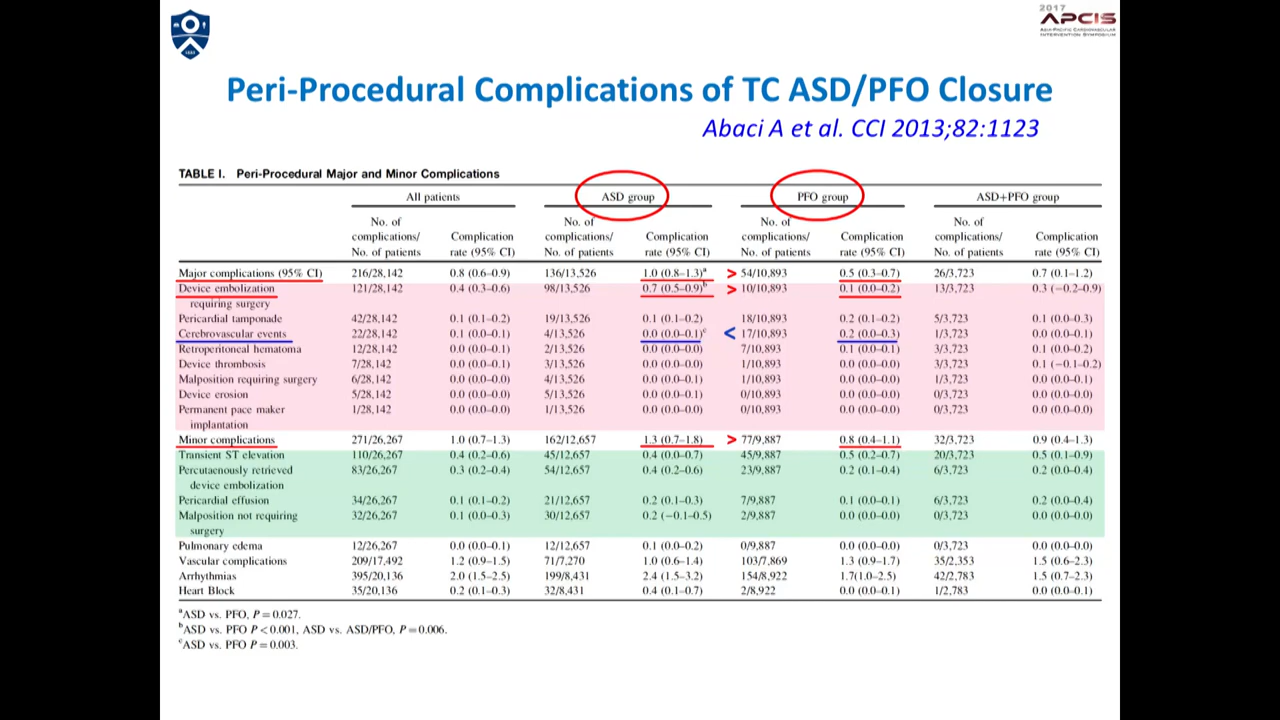 2017
APCIS
ASIA-PACIFIC CARDIOVASCULAR
INTERVENTION SYMPOSIUM
Peri-Procedural Complications of TC ASD/PFO Closure
Abaci A et al. CCI 2013;82:1123
TABLE I. Peri-Procedural Major and Minor Complications
All patients ASD group PFO group ASD+PFO group
No. of No. of No. of No. of
complications/ Complication complications/ Complication complications/ Complication complications/ Complication
No. of patients rate (95% CI) No. of patients rate (95% CI) No. of patients rate (95% CI) No. of patients rate (95% CI)
Major complications (95% CI) 216/28,142 0.8 (0.6–0.9) 136/13,526 1.0 (0.8–1.3)a > 54/10,893 0.5 (0.3–0.7) 26/3,723 0.7 (0.1–1.2)
Device embolization 121/28,142 0.4 (0.3–0.6) 98/13,526 0.7 (0.5–0.9)b > 10/10,893 0.1 (0.0–0.2) 13/3,723 0.3 (−0.2–0.9)
requiring surgery
Pericardial tamponade 42/28,142 0.1 (0.1–0.2) 19/13,526 0.1 (0.1–0.2) 18/10,893 0.2 (0.1–0.2) 5/3,723 0.1 (0.0–0.3)
Cerebrovascular events 22/28,142 0.1 (0.0–0.1) 4/13,526 0.0 (0.0–0.1)c < 17/10,893 0.2 (0.0–0.3) 1/3,723 0.0 (0.0–0.1)
Retroperitoneal hematoma 12/28,142 0.0 (0.0–0.1) 2/13,526 0.0 (0.0–0.0) 7/10,893 0.1 (0.0–0.1) 3/3,723 0.1 (0.0–0.2)
Device thrombosis 7/28,142 0.0 (0.0–0.1) 3/13,526 0.0 (0.0–0.0) 1/10,893 0.0 (0.0–0.0) 3/3,723 0.1 (−0.1–0.2)
Malposition requiring surgery 6/28,142 0.0 (0.0–0.0) 4/13,526 0.0 (0.0–0.1) 1/10,893 0.0 (0.0–0.0) 1/3,723 0.0 (0.0–0.1)
Device erosion 5/28,142 0.0 (0.0–0.0) 5/13,526 0.0 (0.0–0.1) 0/10,893 0.0 (0.0–0.0) 0/3,723 0.0 (0.0–0.0)
Permanent pace maker 1/28,142 0.0 (0.0–0.0) 1/13,526 0.0 (0.0–0.0) 0/10,893 0.0 (0.0–0.0) 0/3,723 0.0 (0.0–0.0)
implantation
Minor complications 271/26,267 1.0 (0.7–1.3) 162/12,657 1.3 (0.7–1.8) > 77/9,887 0.8 (0.4–1.1) 32/3,723 0.9 (0.4–1.3)
Transient ST elevation 110/26,267 0.4 (0.2–0.6) 45/12,657 0.4 (0.0–0.7) 45/9,887 0.5 (0.2–0.7) 20/3,723 0.5 (0.1–0.9)
Percutaenously retrieved 83/26,267 0.3 (0.2–0.4) 54/12,657 0.4 (0.2–0.6) 23/9,887 0.2 (0.1–0.4) 6/3,723 0.2 (0.0–0.4)
device embolization
Pericardial effusion 34/26,267 0.1 (0.1–0.2) 21/12,657 0.2 (0.1–0.3) 7/9,887 0.1 (0.0–0.1) 6/3,723 0.2 (0.0–0.4)
Malposition not requiring 32/26,267 0.1 (0.0–0.3) 30/12,657 0.2 (−0.1–0.5) 2/9,887 0.0 (0.0–0.0) 0/3,723 0.0 (0.0–0.0)
surgery
Pulmonary edema 12/26,267 0.0 (0.0–0.1) 12/12,657 0.1 (0.0–0.2) 0/9,887 0.0 (0.0–0.0) 0/3,723 0.0 (0.0–0.0)
Vascular complications 209/17,492 1.2 (0.9–1.5) 71/7,270 1.0 (0.6–1.4) 103/7,869 1.3 (0.9–1.7) 35/2,353 1.5 (0.6–2.3)
Arrhythmias 395/20,136 2.0 (1.5–2.5) 199/8,431 2.4 (1.5–3.2) 154/8,922 1.7(1.0–2.5) 42/2,783 1.5 (0.7–2.3)
Heart Block 35/20,136 0.2 (0.1–0.3) 32/8,431 0.4 (0.1–0.7) 2/8,922 0.0 (0.0–0.1) 1/2,783 0.0 (0.0–0.1)
aASD vs. PFO, P = 0.027.
bASD vs. PFO P < 0.001, ASD vs. ASD/PFO, P = 0.006.
cASD vs. PFO P = 0.003.